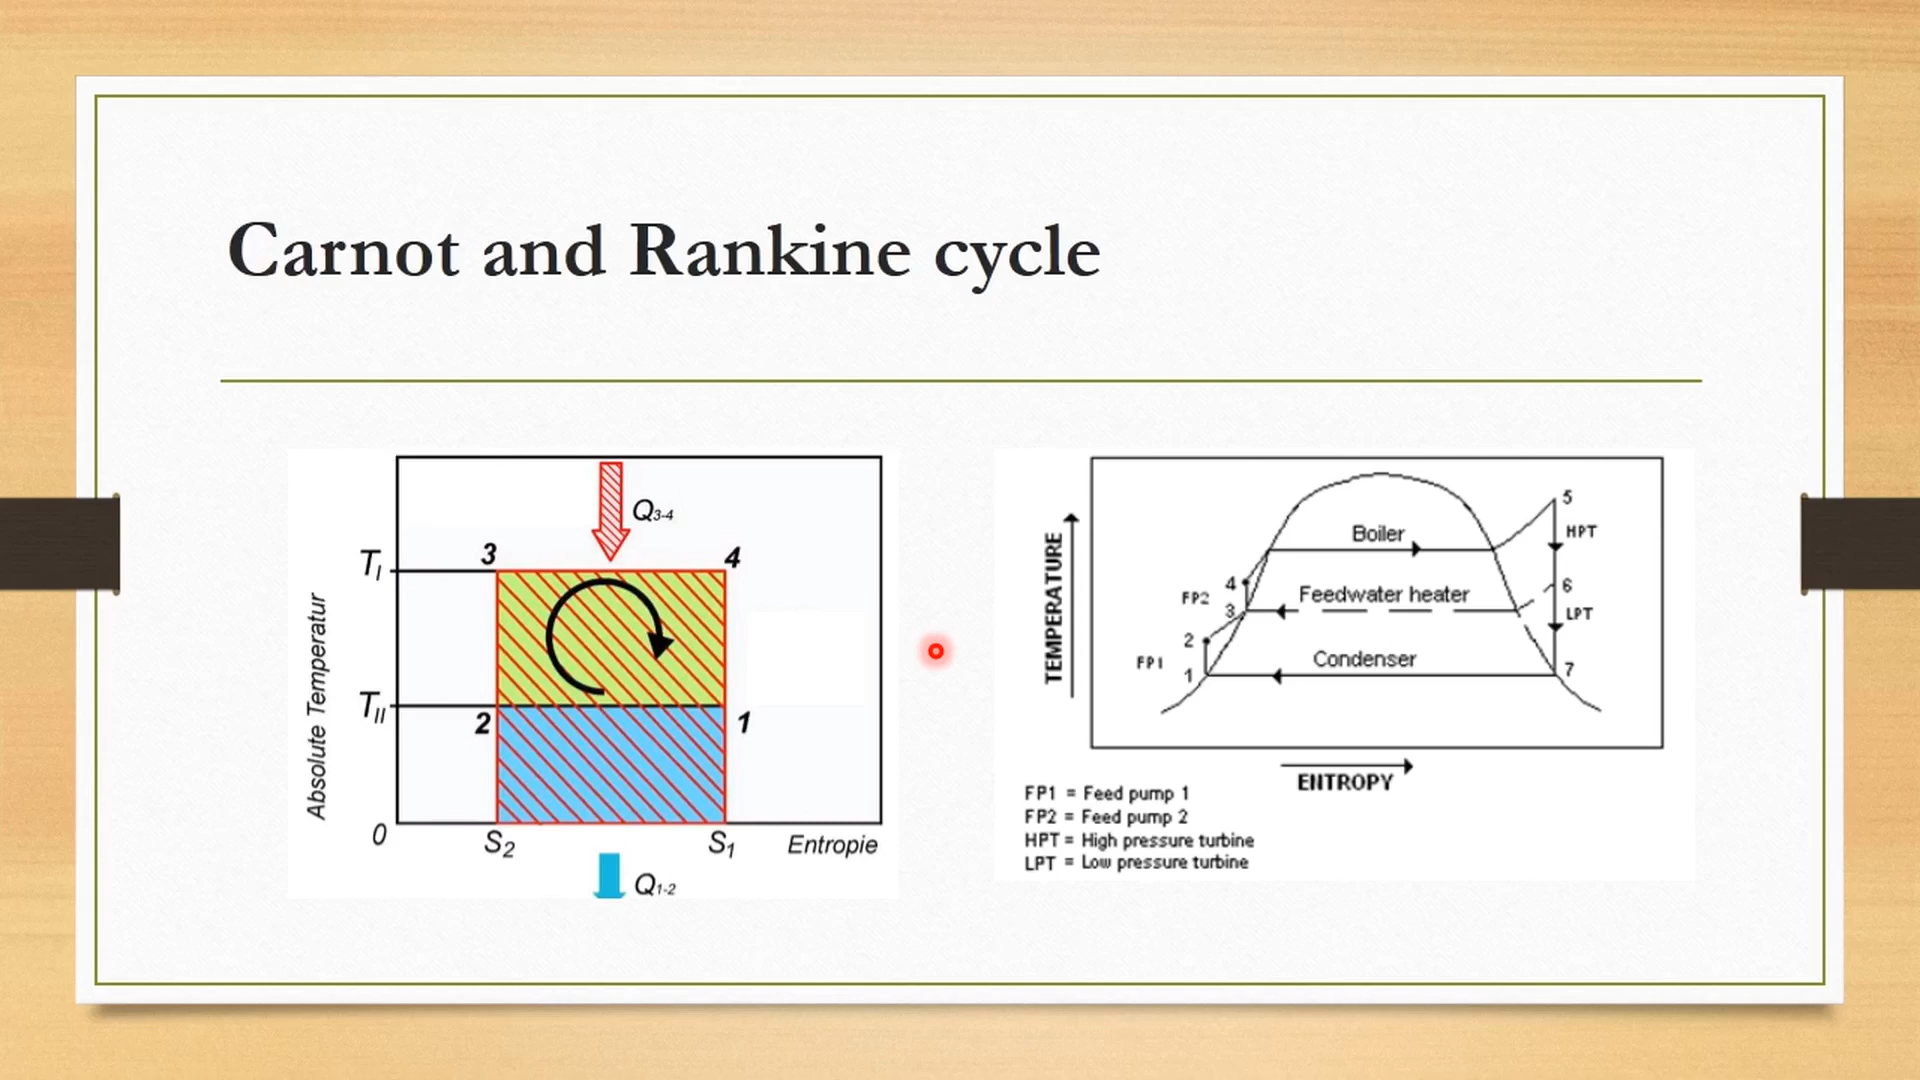 Carnot and Rankine cycle
Q3-4
3
4
TI
TII
2
1
Absolute Temperatur
0
S2
S1
Entropie
Q1-2
5
Boiler
HPT
4
Feedwater heater
6
FP2
3
LPT
2
Condenser
FP1
7
1
TEMPERATURE
ENTROPY
FP1 = Feed pump 1
FP2 = Feed pump 2
HPT = High pressure turbine
LPT = Low pressure turbine